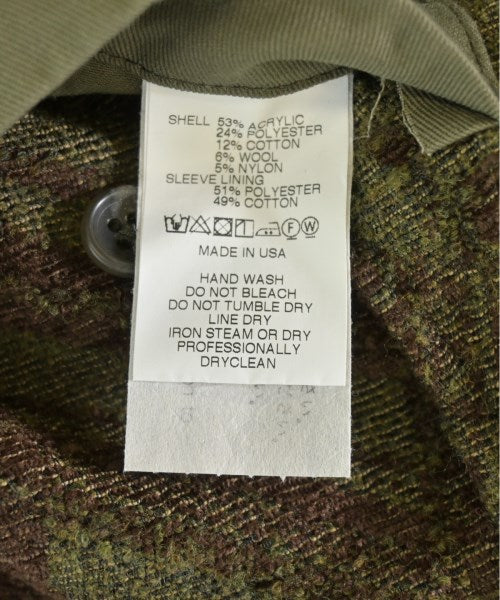 SHELL 53% ACRYLIC
24% POLYESTER
12% COTTON
6% WOOL
5% NYLON
SLEEVE LINING
51% POLYESTER
49% COTTON
F W
MADE IN USA
HAND WASH
DO NOT BLEACH
DO NOT TUMBLE DRY
LINE DRY
IRON STEAM OR DRY
PROFESSIONALLY
DRYCLEAN